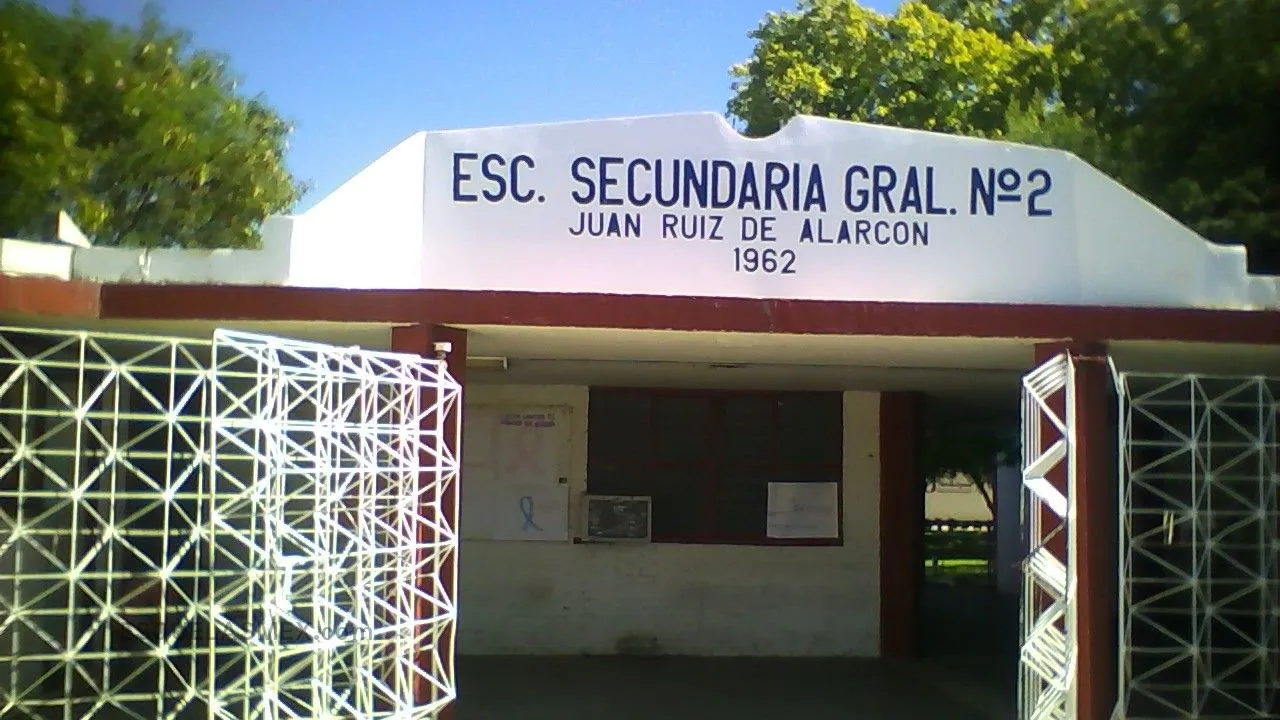 ESC. SECUNDARIA GRAL. Nº2
JUAN RUIZ DE ALARCON
1962